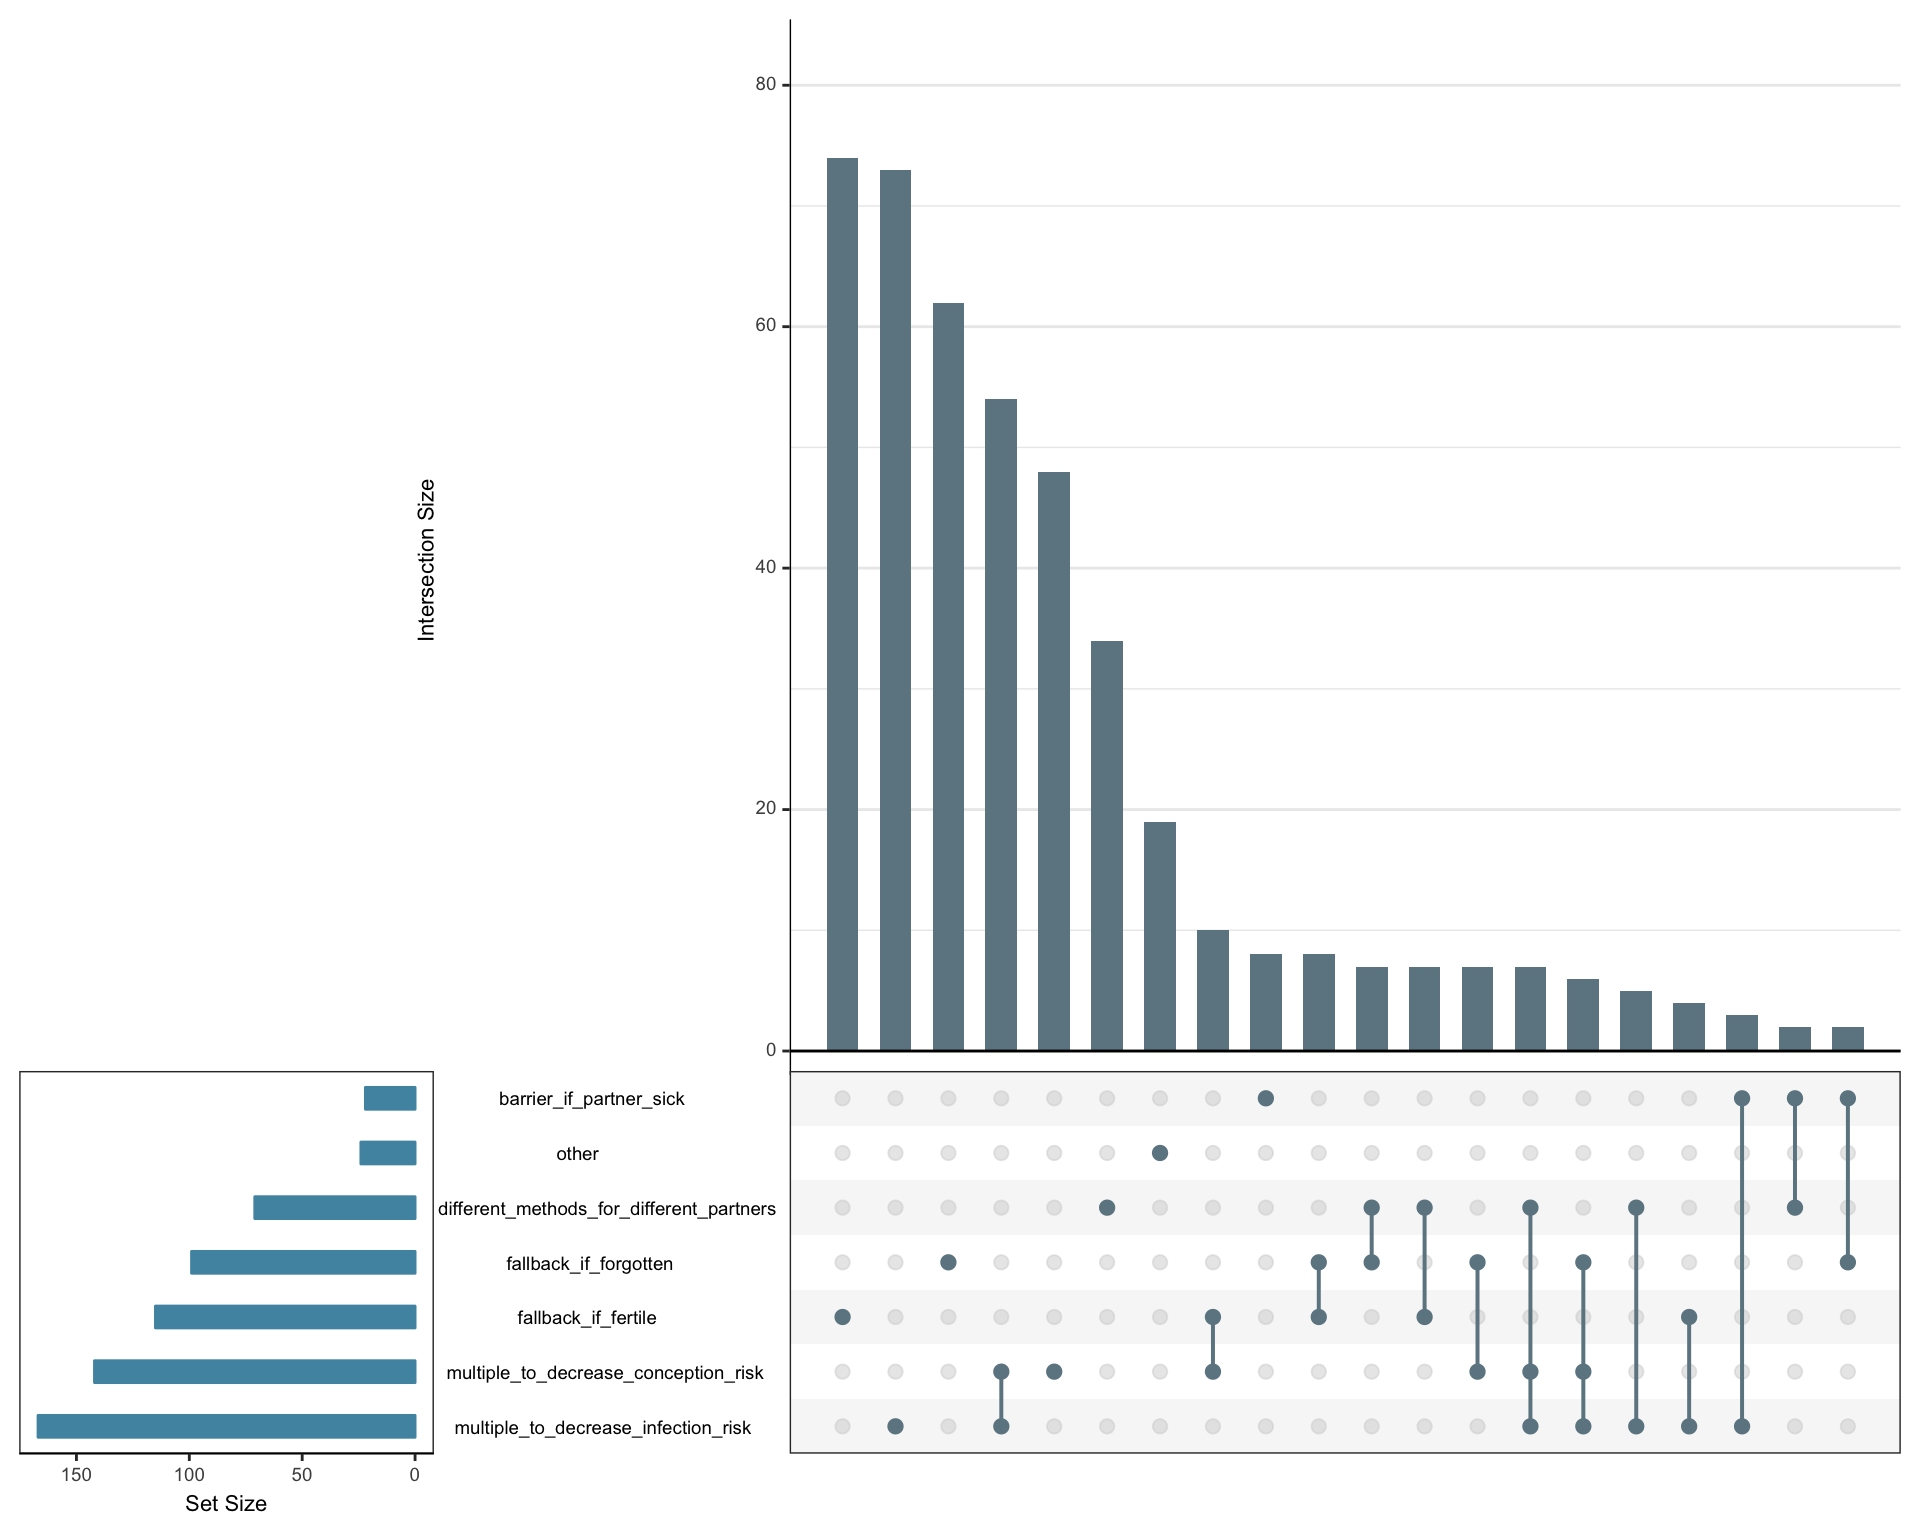 80
60
40
20
0
Intersection Size
barrier_if_partner_sick
other
different_methods_for_different_partners
fallback_if_forgotten
fallback_if_fertile
multiple_to_decrease_conception_risk
multiple_to_decrease_infection_risk
150 100 50 0
Set Size